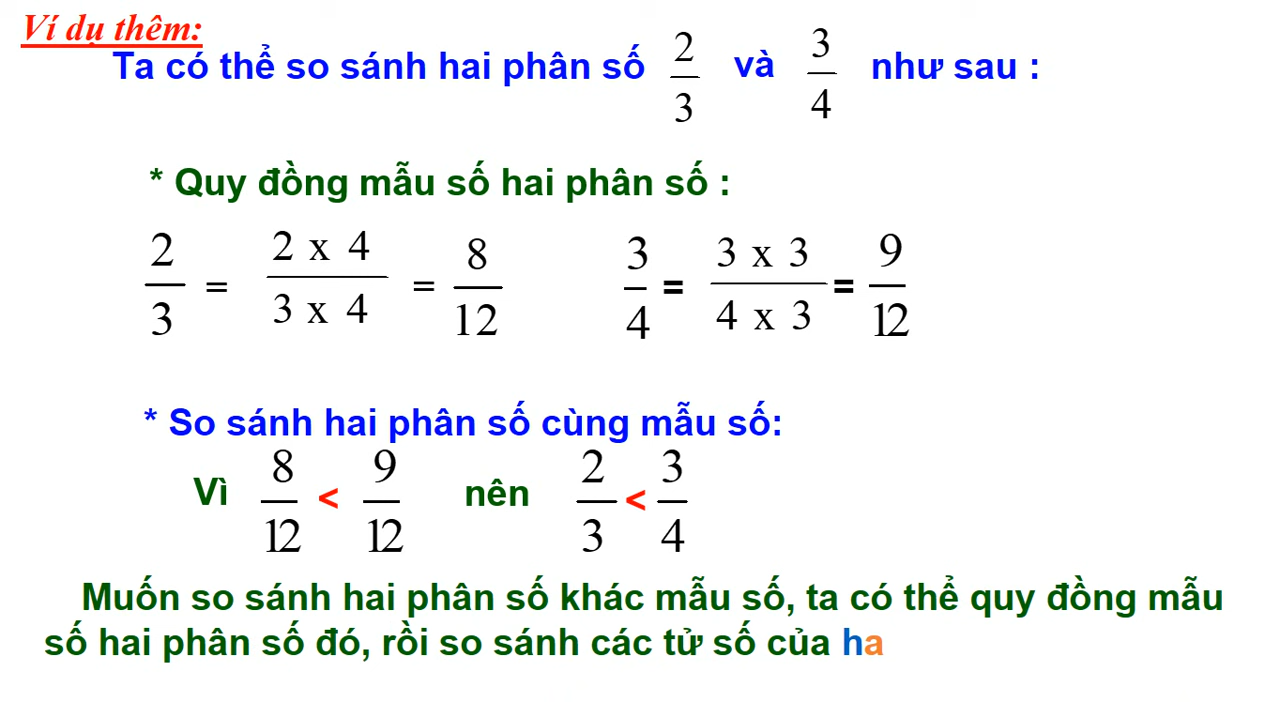 Ví dụ thêm:
Ta có thể so sánh hai phân số 2/3 và 3/4 như sau :
* Quy đồng mẫu số hai phân số :
2/3 = (2 x 4)/(3 x 4) = 8/12 3/4 = (3 x 3)/(4 x 3) = 9/12
* So sánh hai phân số cùng mẫu số:
Vì 8/12 < 9/12 nên 2/3 < 3/4
Muốn so sánh hai phân số khác mẫu số, ta có thể quy đồng mẫu
số hai phân số đó, rồi so sánh các tử số của ha